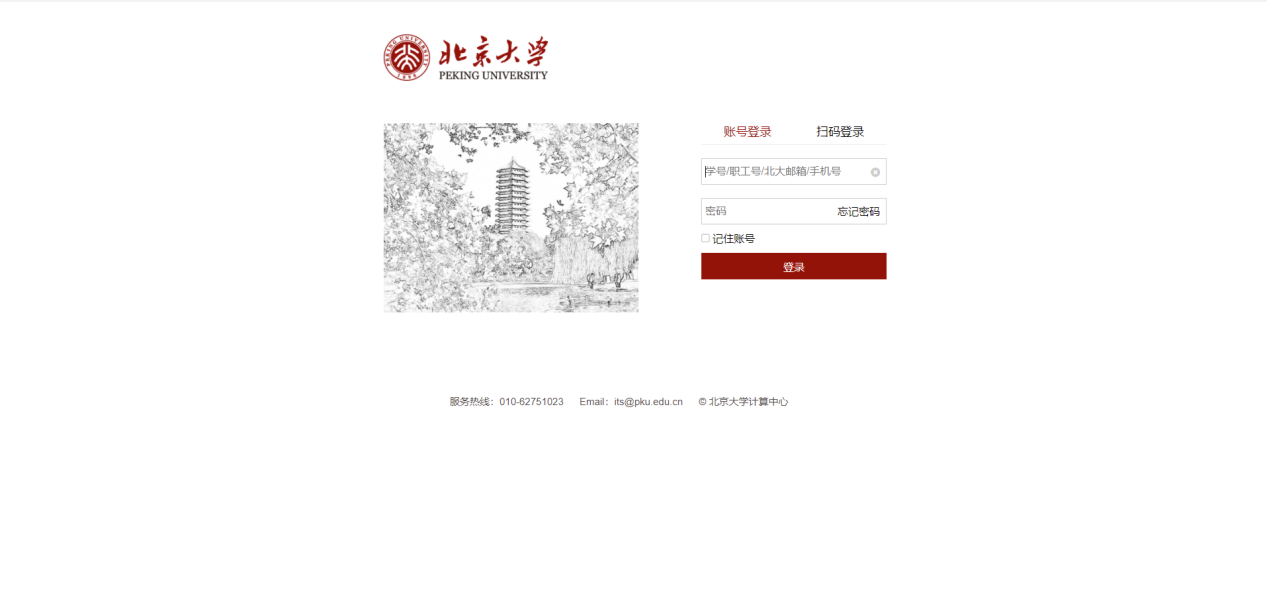 PEKING UNIVERSITY
1898
北京大学
PEKING UNIVERSITY
账号登录 扫码登录
学号/职工号/北大邮箱/手机号
密码 忘记密码
记住账号
登录
服务热线：010-62751023 Email：its@pku.edu.cn © 北京大学计算中心